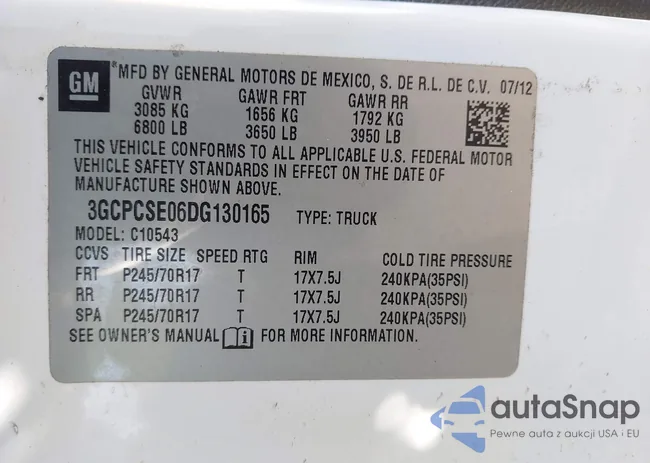 GM
*MFD BY GENERAL MOTORS DE MEXICO, S. DE R.L. DE C.V. 07/12
GVWR GAWR FRT GAWR RR
3085 KG 1656 KG 1792 KG
6800 LB 3650 LB 3950 LB
THIS VEHICLE CONFORMS TO ALL APPLICABLE U.S. FEDERAL MOTOR
VEHICLE SAFETY STANDARDS IN EFFECT ON THE DATE OF
MANUFACTURE SHOWN ABOVE.
3GCPCSE06DG130165 TYPE: TRUCK
MODEL: C10543
CCVS TIRE SIZE SPEED RTG RIM COLD TIRE PRESSURE
FRT P245/70R17 T 17X7.5J 240KPA(35PSI)
RR P245/70R17 T 17X7.5J 240KPA(35PSI)
SPA P245/70R17 T 17X7.5J 240KPA(35PSI)
SEE OWNER'S MANUAL FOR MORE INFORMATION.
autaSnap
Pewne auta z aukcji USA i EU